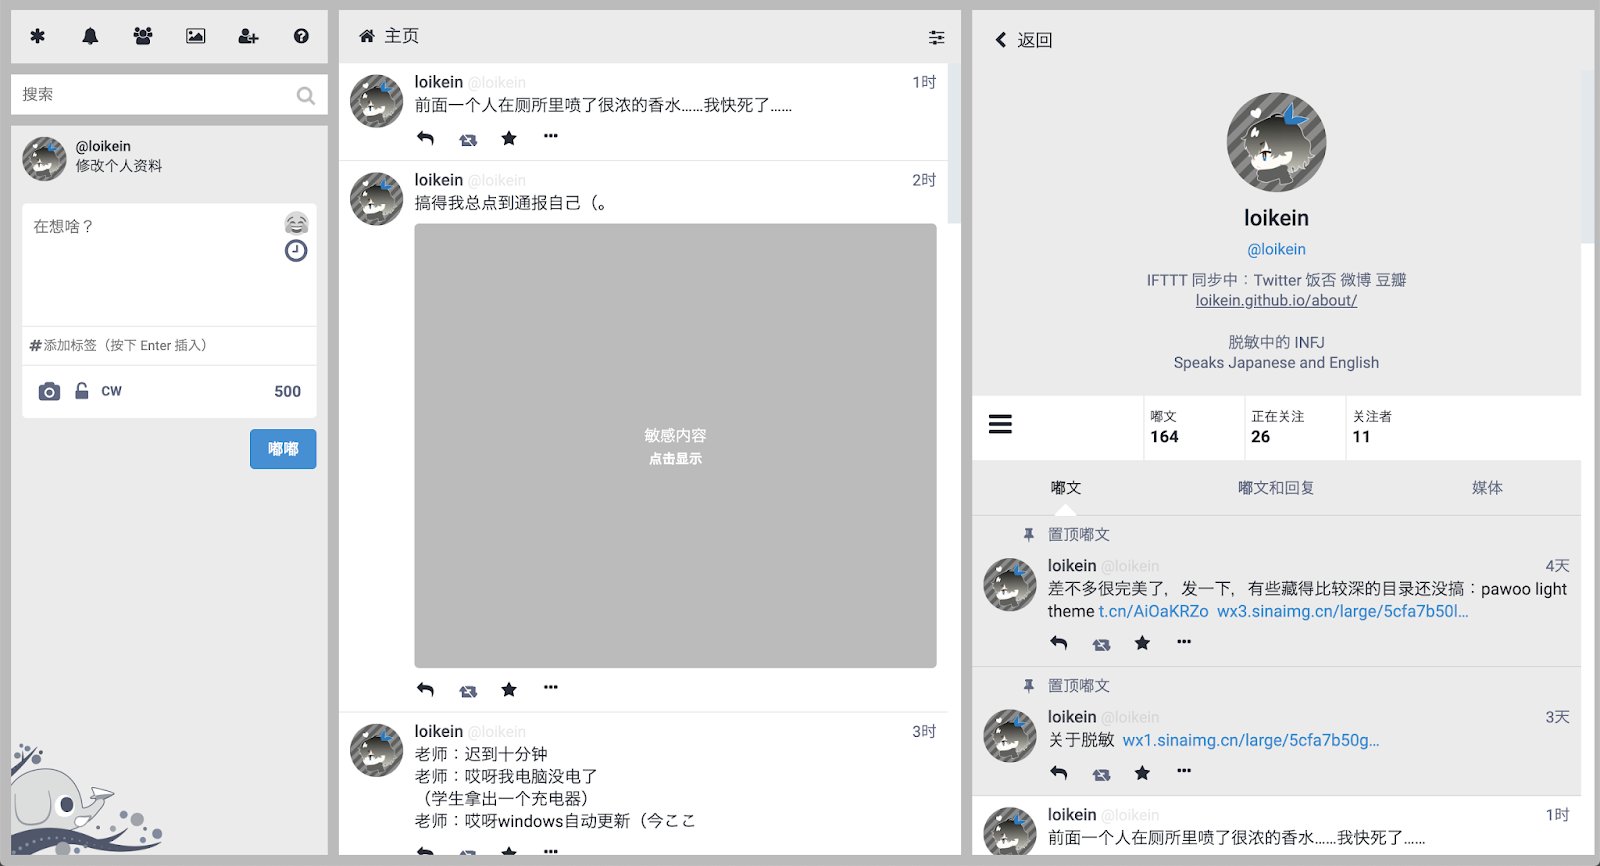 搜索
@loikein
修改个人资料
在想啥？
#添加标签（按下 Enter 插入）
CW
500
嘟嘟
主页
loikein @loikein
1时
前面一个人在厕所里喷了很浓的香水……我快死了……
loikein @loikein
2时
搞得我总点到通报自己（。
敏感内容
点击显示
loikein @loikein
3时
老师：迟到十分钟
老师：哎呀我电脑没电了
（学生拿出一个充电器）
老师：哎呀windows自动更新（今ここ
返回
loikein
@loikein
IFTTT 同步中：Twitter 饭否 微博 豆瓣
loikein.github.io/about/
脱敏中的 INFJ
Speaks Japanese and English
嘟文
164
正在关注
26
关注者
11
嘟文
嘟文和回复
媒体
置顶嘟文
loikein @loikein
4天
差不多很完美了，发一下，有些藏得比较深的目录还没搞：pawoo light
theme t.cn/AiOaKRZo wx3.sinaimg.cn/large/5cfa7b50l…
置顶嘟文
loikein @loikein
3天
关于脱敏 wx1.sinaimg.cn/large/5cfa7b50g…
loikein @loikein
1时
前面一个人在厕所里喷了很浓的香水……我快死了……